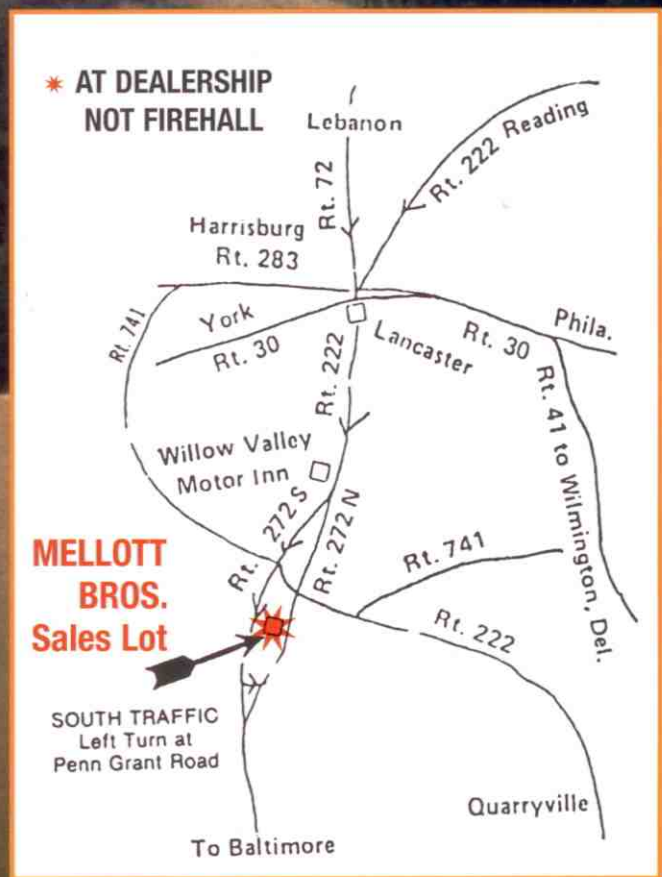 ✷ AT DEALERSHIP
NOT FIREHALL
Lebanon
Rt. 72
Rt. 222 Reading
Harrisburg
Rt. 283
Rt. 741
York
Rt. 30
Lancaster
Rt. 30
Phila.
Rt. 222
Rt. 41 to Wilmington, Del.
Willow Valley
Motor Inn
Rt. 272 S
Rt. 272 N
Rt. 741
MELLOTT
BROS.
Sales Lot
Rt. 222
SOUTH TRAFFIC
Left Turn at
Penn Grant Road
Quarryville
To Baltimore